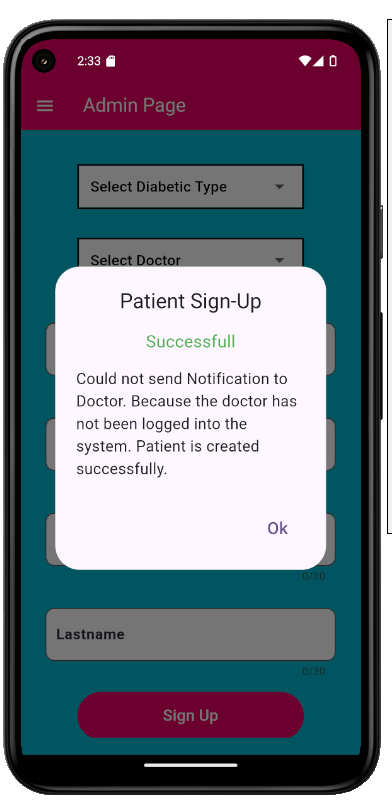 2:33
Admin Page
Select Diabetic Type
Select Doctor
Patient Sign-Up
Successfull
Could not send Notification to
Doctor. Because the doctor has
not been logged into the
system. Patient is created
successfully.
Ok
0/30
Lastname
0/30
Sign Up